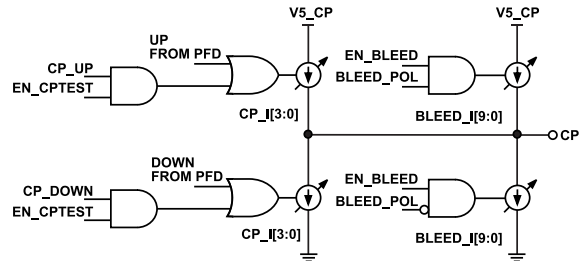 V5_CP
V5_CP
UP
FROM PFD
CP_UP
EN_CPTEST
EN_BLEED
BLEED_POL
CP_I[3:0]
BLEED_I[9:0]
CP
DOWN
FROM PFD
CP_DOWN
EN_CPTEST
EN_BLEED
BLEED_POL
CP_I[3:0]
BLEED_I[9:0]